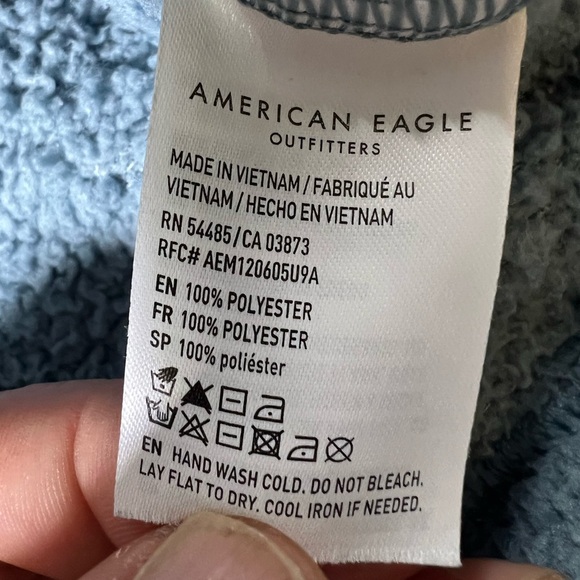 AMERICAN EAGLE
OUTFITTERS
MADE IN VIETNAM / FABRIQUÉ AU
VIETNAM / HECHO EN VIETNAM
RN 54485/CA 03873
RFC# AEM120605U9A
EN 100% POLYESTER
FR 100% POLYESTER
SP 100% poliéster
EN HAND WASH COLD. DO NOT BLEACH.
LAY FLAT TO DRY. COOL IRON IF NEEDED.